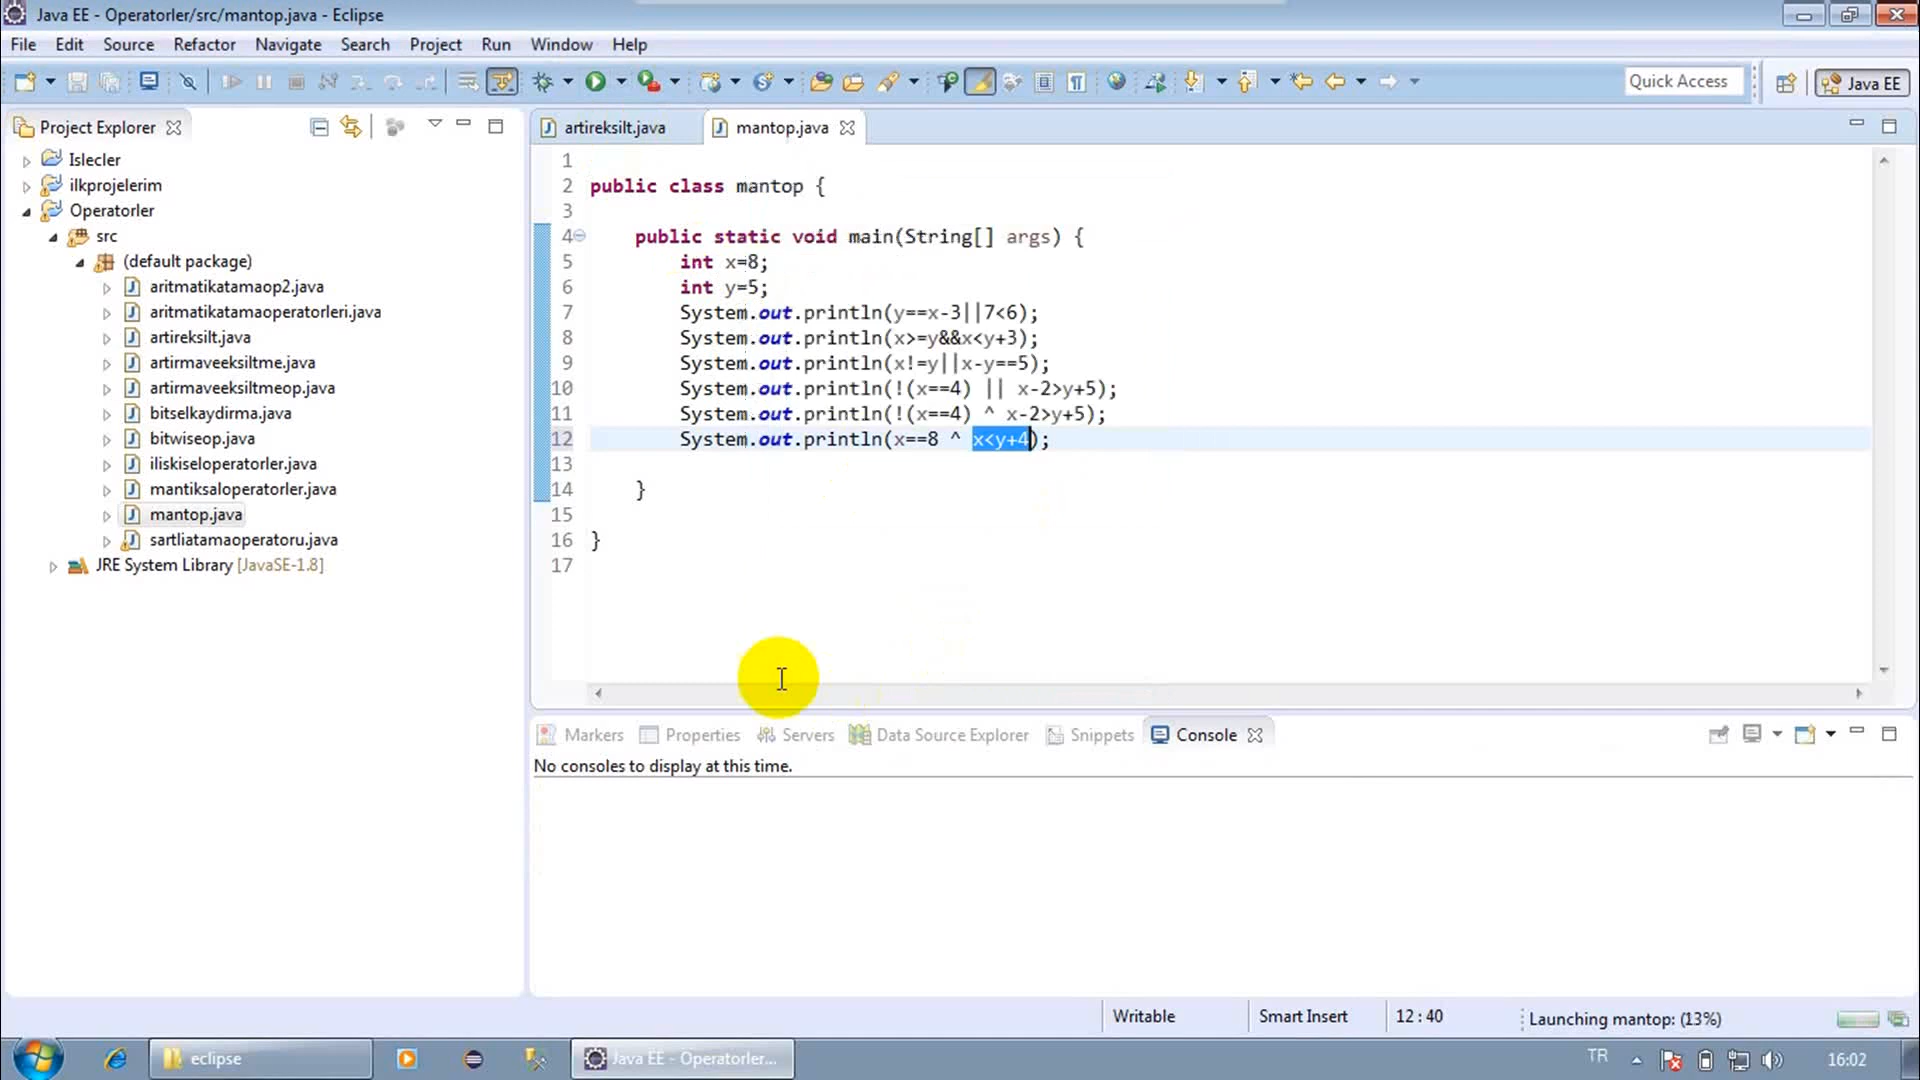 Java EE - Operatorler/src/mantop.java - Eclipse
File Edit Source Refactor Navigate Search Project Run Window Help
Quick Access Java EE
Project Explorer
Islecler
ilkprojelerim
Operatorler
src
(default package)
aritmatikatamaop2.java
aritmatikatamaoperatorleri.java
artireksilt.java
artirmaveeksiltme.java
artirmaveeksiltmeop.java
bitselkaydirma.java
bitwiseop.java
iliskiseloperatorler.java
mantiksaloperatorler.java
mantop.java
sartliatamaoperatoru.java
JRE System Library [JavaSE-1.8]
artireksilt.java mantop.java
1
2 public class mantop {
3
4 public static void main(String[] args) {
5 int x=8;
6 int y=5;
7 System.out.println(y==x-3||7<6);
8 System.out.println(x>=y&&x<y+3);
9 System.out.println(x!=y||x-y==5);
10 System.out.println(!(x==4) || x-2>y+5);
11 System.out.println(!(x==4) ^ x-2>y+5);
12 System.out.println(x==8 ^ x<y+4);
13
14 }
15
16 }
17
Markers Properties Servers Data Source Explorer Snippets Console
No consoles to display at this time.
Writable Smart Insert 12 : 40 Launching mantop: (13%)
eclipse Java EE - Operatorler... TR 16:02